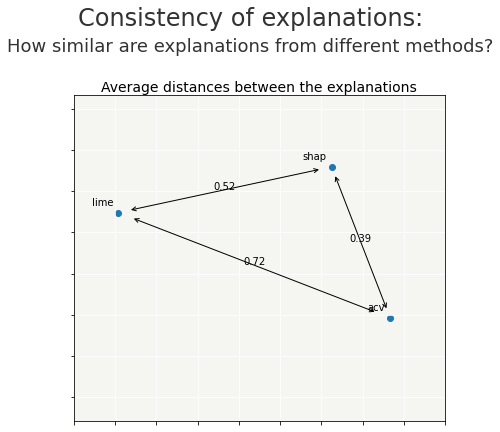 Consistency of explanations:
How similar are explanations from different methods?
Average distances between the explanations
shap
0.52
lime
0.39
0.72
acv